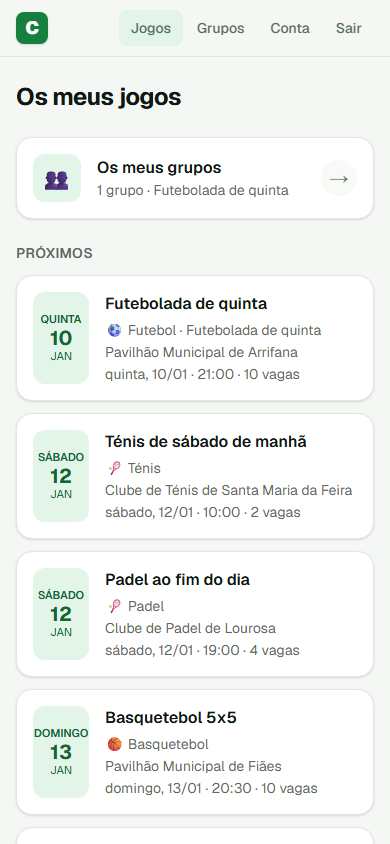 C
Jogos Grupos Conta Sair
Os meus jogos
Os meus grupos
1 grupo · Futebolada de quinta
→
PRÓXIMOS
QUINTA
10
JAN
Futebolada de quinta
Futebol · Futebolada de quinta
Pavilhão Municipal de Arrifana
quinta, 10/01 · 21:00 · 10 vagas
SÁBADO
12
JAN
Ténis de sábado de manhã
Ténis
Clube de Ténis de Santa Maria da Feira
sábado, 12/01 · 10:00 · 2 vagas
SÁBADO
12
JAN
Padel ao fim do dia
Padel
Clube de Padel de Lourosa
sábado, 12/01 · 19:00 · 4 vagas
DOMINGO
13
JAN
Basquetebol 5x5
Basquetebol
Pavilhão Municipal de Fiães
domingo, 13/01 · 20:30 · 10 vagas